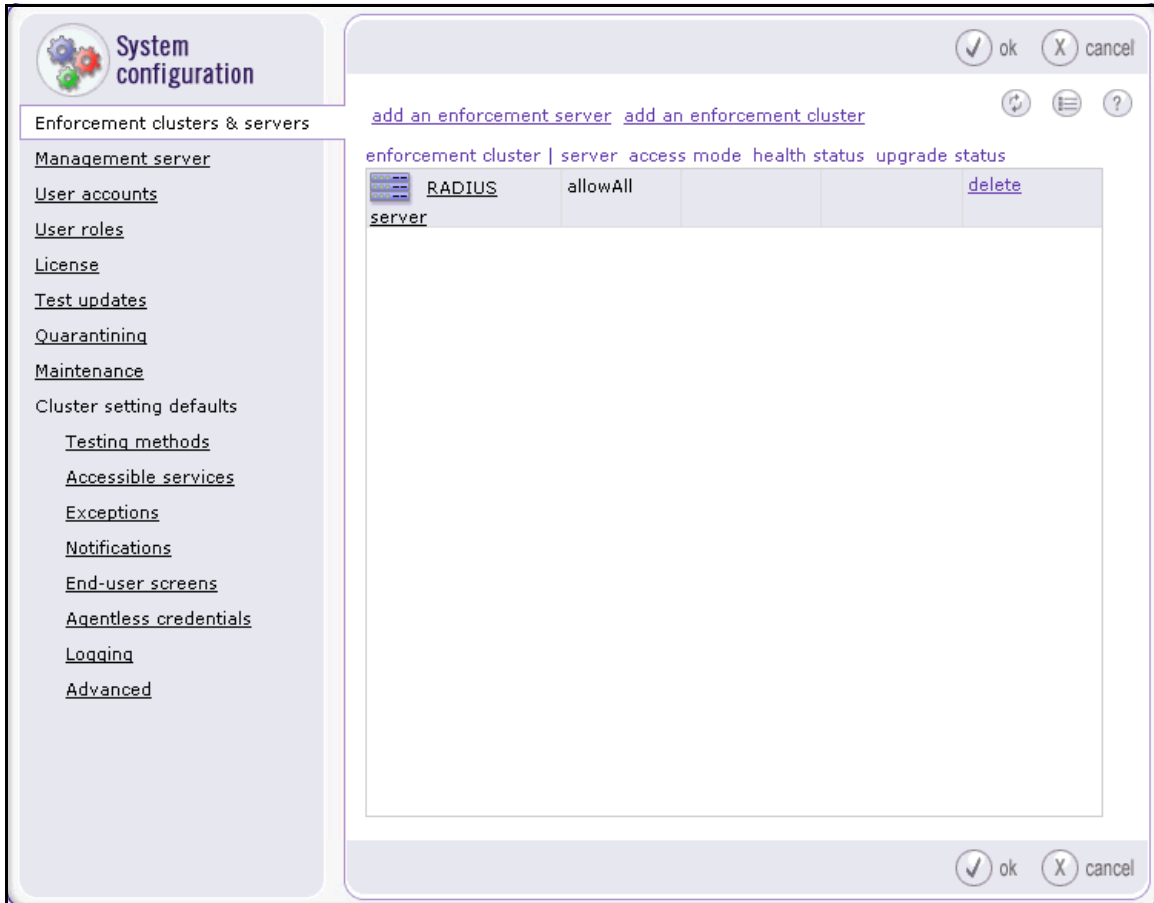 System
configuration
Enforcement clusters & servers
Management server
User accounts
User roles
License
Test updates
Quarantining
Maintenance
Cluster setting defaults
Testing methods
Accessible services
Exceptions
Notifications
End-user screens
Agentless credentials
Logging
Advanced
ok cancel
add an enforcement server add an enforcement cluster
enforcement cluster | server access mode health status upgrade status
RADIUS allowAll delete
server
ok cancel